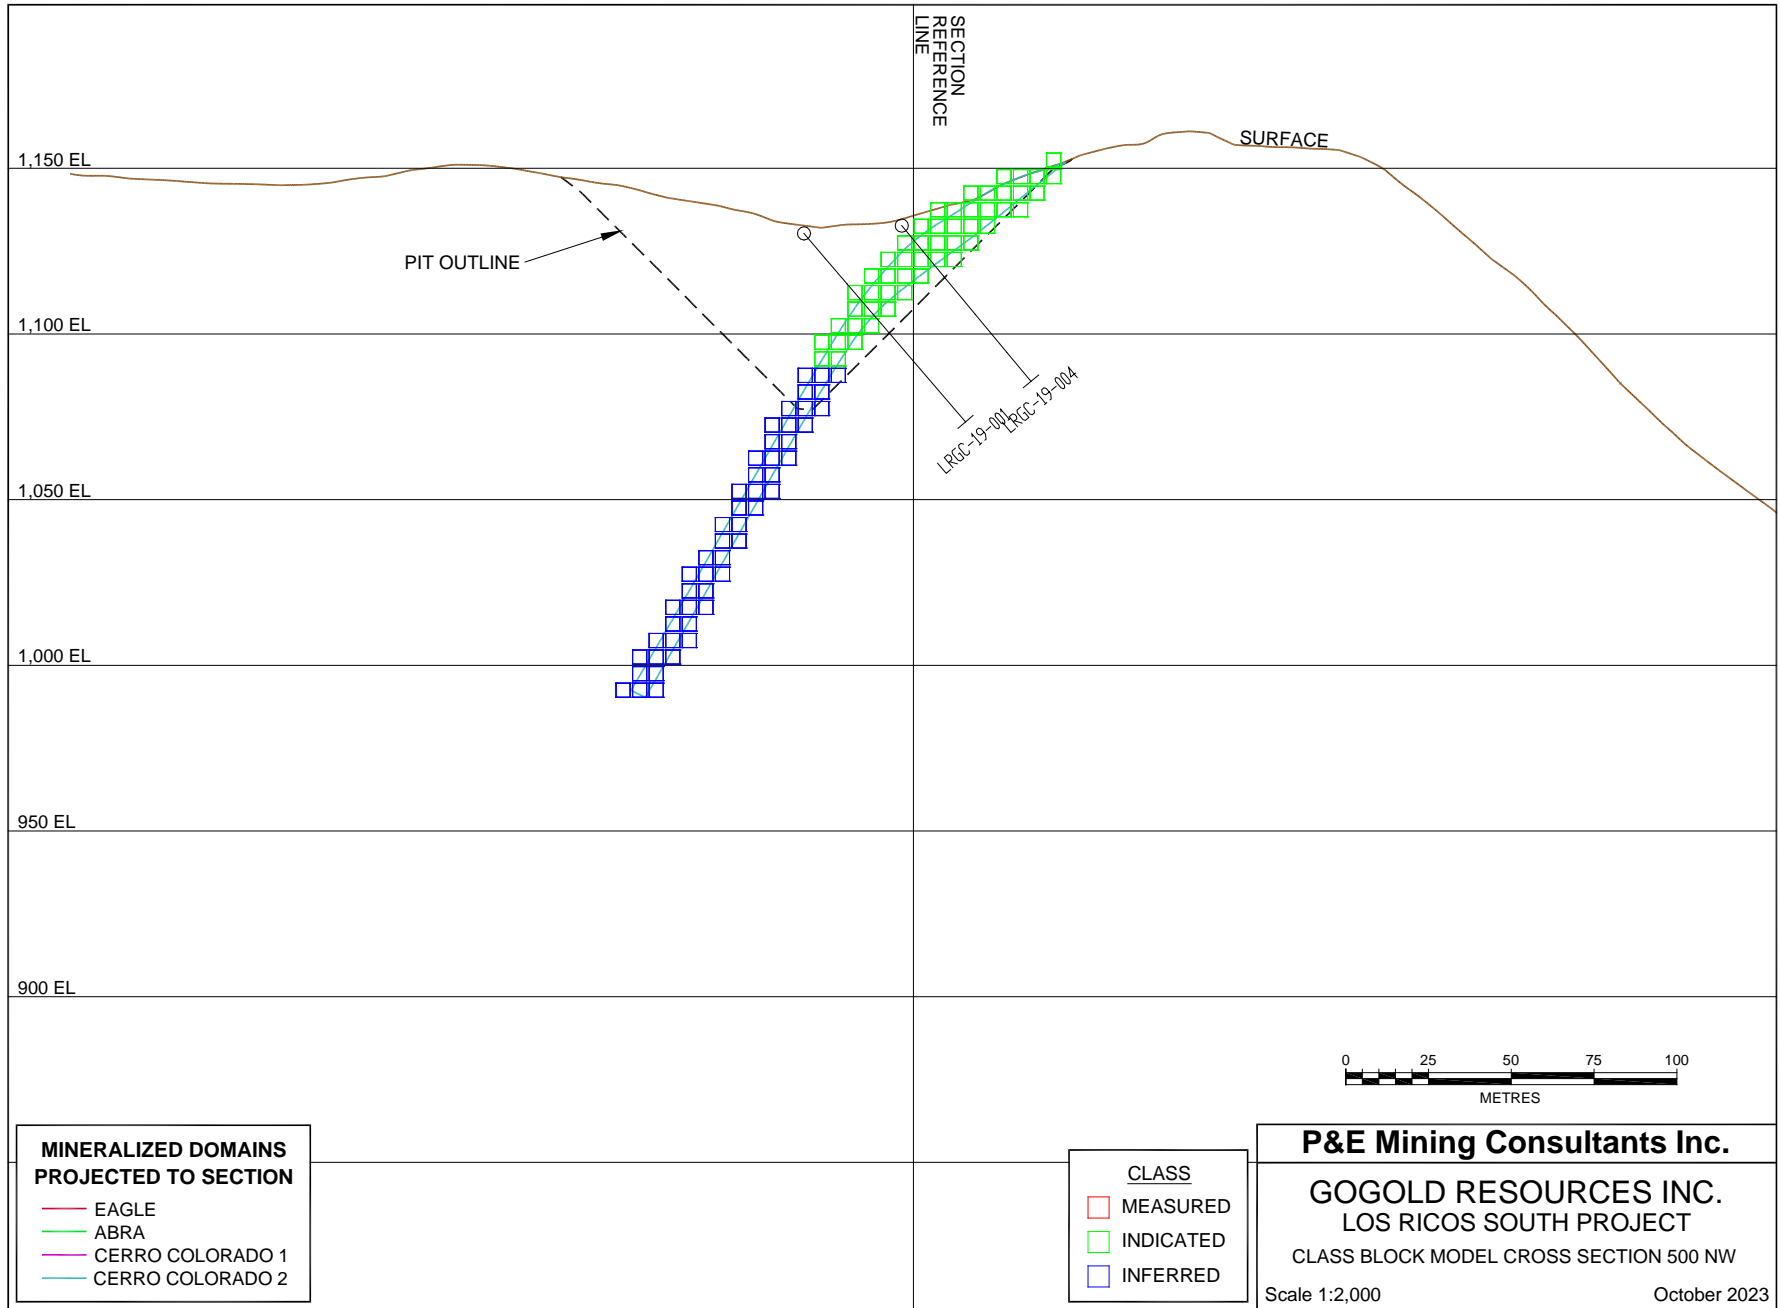 SECTION
REFERENCE
LINE
SURFACE
1,150 EL
PIT OUTLINE
1,100 EL
LRGC-19-001
LRGC-19-004
1,050 EL
1,000 EL
950 EL
900 EL
0 25 50 75 100
METRES
MINERALIZED DOMAINS
PROJECTED TO SECTION
EAGLE
ABRA
CERRO COLORADO 1
CERRO COLORADO 2
CLASS
MEASURED
INDICATED
INFERRED
P&E Mining Consultants Inc.
GOGOLD RESOURCES INC.
LOS RICOS SOUTH PROJECT
CLASS BLOCK MODEL CROSS SECTION 500 NW
Scale 1:2,000 October 2023